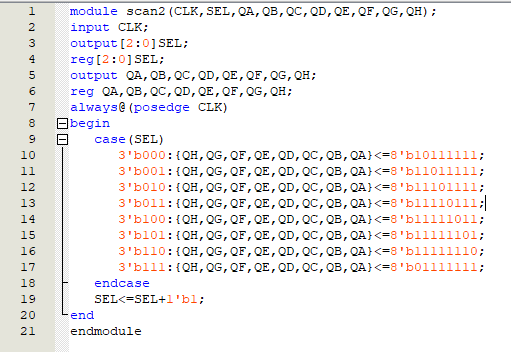 1 module scan2(CLK,SEL,QA,QB,QC,QD,QE,QF,QG,QH);
2 input CLK;
3 output[2:0]SEL;
4 reg[2:0]SEL;
5 output QA,QB,QC,QD,QE,QF,QG,QH;
6 reg QA,QB,QC,QD,QE,QF,QG,QH;
7 always@(posedge CLK)
8 begin
9 case(SEL)
10 3'b000:{QH,QG,QF,QE,QD,QC,QB,QA}<=8'b10111111;
11 3'b001:{QH,QG,QF,QE,QD,QC,QB,QA}<=8'b11011111;
12 3'b010:{QH,QG,QF,QE,QD,QC,QB,QA}<=8'b11101111;
13 3'b011:{QH,QG,QF,QE,QD,QC,QB,QA}<=8'b11110111;
14 3'b100:{QH,QG,QF,QE,QD,QC,QB,QA}<=8'b11111011;
15 3'b101:{QH,QG,QF,QE,QD,QC,QB,QA}<=8'b11111101;
16 3'b110:{QH,QG,QF,QE,QD,QC,QB,QA}<=8'b11111110;
17 3'b111:{QH,QG,QF,QE,QD,QC,QB,QA}<=8'b01111111;
18 endcase
19 SEL<=SEL+1'b1;
20 end
21 endmodule